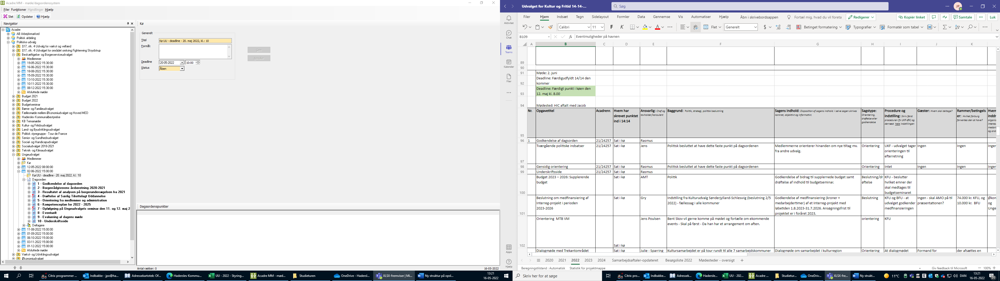 Acadre MM - møde/dagsordenssystem
Filer Funktioner Handlinger Hjælp
Slet Opdater Hjælp
Navigator
Acadre
AB Arbejdsmarked
Politisk afdeling
Politiske udvalg
§17, stk. 4 Udvalg for vækst og velfærd
§17, stk. 4 Udvalget for området omkring Fighterwing Skrydstrup
Beskæftigelse- og Borgerserviceudvalget
Medlemmer
19-05-2022 15:30:00
16-06-2022 15:30:00
18-08-2022 15:30:00
15-09-2022 15:30:00
13-10-2022 15:30:00
10-11-2022 15:30:00
08-12-2022 15:30:00
Afsluttede møder
Budget 2021
Budget 2022
Budgetseminar
Børne- og Familieudvalget
Fællesmøde mellem Økonomiudvalget og Hoved MED
Haderslev Kommunalbestyrelse
KB Temamøder
Kultur- og Fritidsudvalget
Land- og Byudviklingsudvalget
Politisk styregruppe - Tour de France
Senior- og Sundhedsudvalget
Social- og Handicapudvalget
Socialudvalget 2018-2021
Teknik- og Klimaudvalget
Ungeudvalget
Medlemmer
Kø
12-05-2022 08:00:00
02-06-2022 15:00:00
Kø UU - deadline - 20. maj 2022, kl.: 10
Dagsorden
1 - Godkendelse af dagsorden
2 - Borgerrådgiverens årsberetning 2020-2021
3 - Resultatet af analysen på borgerundersøgelsen fra 2021
4 - Drøftelse af Særlig Tilrettelagt Uddannelse
5 - Orientering fra medlemmer og administration
6 - Kompetenceplan for 2022 - 2025
7 - Opfølgning på Ungeudvalgets seminar den 11. og 12. maj 2
8 - Eventuelt
9 - Evaluering af dagens møde
10 - Underskriftsside
Deltagere
11-08-2022 15:00:00
01-09-2022 15:00:00
06-10-2022 15:00:00
03-11-2022 15:00:00
01-12-2022 15:00:00
Afsluttede møder
Vækst- og Udviklingsudvalget
Økonomiudvalget
Kø
Generelt
Titel Kø UU - deadline - 20. maj 2022, kl.: 10
Formål:
Deadline 20-05-2022 10:00
Status Åben
Gem
Annuller
Dagsordenspunkter
Antal rækker: 0 16-05-2022
Udvalget for Kultur og Fritid 14-14-...
Søg
JP
Aktivitet
Chat
Teams
Kalender
Filer
Apps
Hjælp
Filer Hjem Indsæt Tegn Sidelayout Formler Data Gennemse Vis Automatiser Hjælp Åbn i skrivebordsappen Fortæl mig, hvad du vil foreta Redigerer Kopiér linket Samtale Luk
Calibri 11 F K Flet Generelt Betinget formatering Typografier Formatér som tabel
B109 fx Eventmuligheder på havnen
A B C D E F G H I J K
89
90
91 Møde: 2. juni
92 Deadline: Færdigudfyldt 14/14 den kommer
93 Deadline: Færdigt punkt i køen den 12. maj kl. 8.00
94 Mødested: HIC aftalt med Jacob
95 Nr. Opgavetitel Acadrenr. Hvem har skrevet punktet ind i 14:14 Ansvarlig: Chef og tovholder/konsulent Baggrund: Politik, strategi, politisk beslutning Sagens indhold: Disposition af sagens indhold. I selve sagen skrives konkret, objektivt og informativt. Sagstype: Orientering, drøftelse eller godkendelse Procedure og indstilling: Skriv først proceduren (fx UKF-ØK) og dernæst hele indstillingen Gæster: Hvem skal deltage? Rammer/betingelser: Hvilket forburg forventes den at have?
96 1 Godkendelse af dagsorden 21/24257 Sat i kø Rasmus
97 Tværgående politiske indsatser 21/24257 Sat i kø Jens Politisk besluttet at have dette faste punkt på dagsordenen Medlemmerne orienterer hinanden om nye tiltag mv. fra andre udvalg. Orientering UKF - udvalget tager orienteringen til efterretning Ingen Ingen Inger
98 Gensidig orientering 21/24257 Sat i kø Rasmus Politisk besluttet at have dette faste punkt på dagsordenen Orientering Intet Ingen Ingen Inger
99 Underskriftsside 21/24257 Sat i kø Rasmus
100 Budget 2023 – 2026: Supplerende budget Sat i kø AMT Politik Godkendelse af bidrag til supplernede budget samt drøftelse af indhold til budgetseminar. Beslutning/drøftelse KFU - beslutter hvilket emner der skal medtages til budgetseminaret
101 Beslutning om medfinansiering af Interreg-projekt i perioden 2023-2026 Sat i kø Gry Indstilling fra Kulturudvalg Sønderjylland-Schleswig (beslutning 2/5 2022) - fællessag i alle kommuner Godkendelse af medfinansiering (kroner + medarbejdertimer) af et Interreg-projekt med løbetiden 1.8.2023-31.7.2026. Ansøgningsfrist til projektet er i foråret 2023. Beslutning KFU og BFU - at udvalget godkender medfinansieringen Ingen - skal AMO på til præsentationen? 74.000 kr. KFU, og 10.000 kr. BFU Økon og Unge
102 Orientering MTB VM Sat i kø Jens Poulsen Bent Skov vil gerne komme på mødet og fortælle om ekommende events - Skal på først - Da han har et arrangement om aften. orientering KFU
Dialogmøde med Trekantområdet Sat i kø Julie - Sparring Kultursamarbejdet er på tour rundt til alle 7 samarbejdskommuner Dialogmøde om samarbejdet i kulturregion Orientering At dialogmødet Formand for der afsættes en
2020 2021 2022 2023 2024 Samarbejdsaftaler-opdateret Besøgsliste 2022 Mødesteder - oversigt
Beregningstilstand : Automatisk Statistik for projektmappe Giv feedback til Microsoft 100%
Citrix programmer ... Indbakke - jpo@ha... Adressekartotek: Of... Haderslev Kommu... UU - 2022 - Styring... Acadre MM - mød... Studieturen OneDrive - Hadersl... XLSX-fremviser | Mi... Ny struktur på opsl... 13:21 16-05-2022
Skriv her for at søge Citrix pro... Indbakke... Adressek... Hadersle... UU - 202... Acadre ... Studietur... OneDriv... XLSX-fre... Ny strukt... 11°C DAN 13:21 16-05-2022